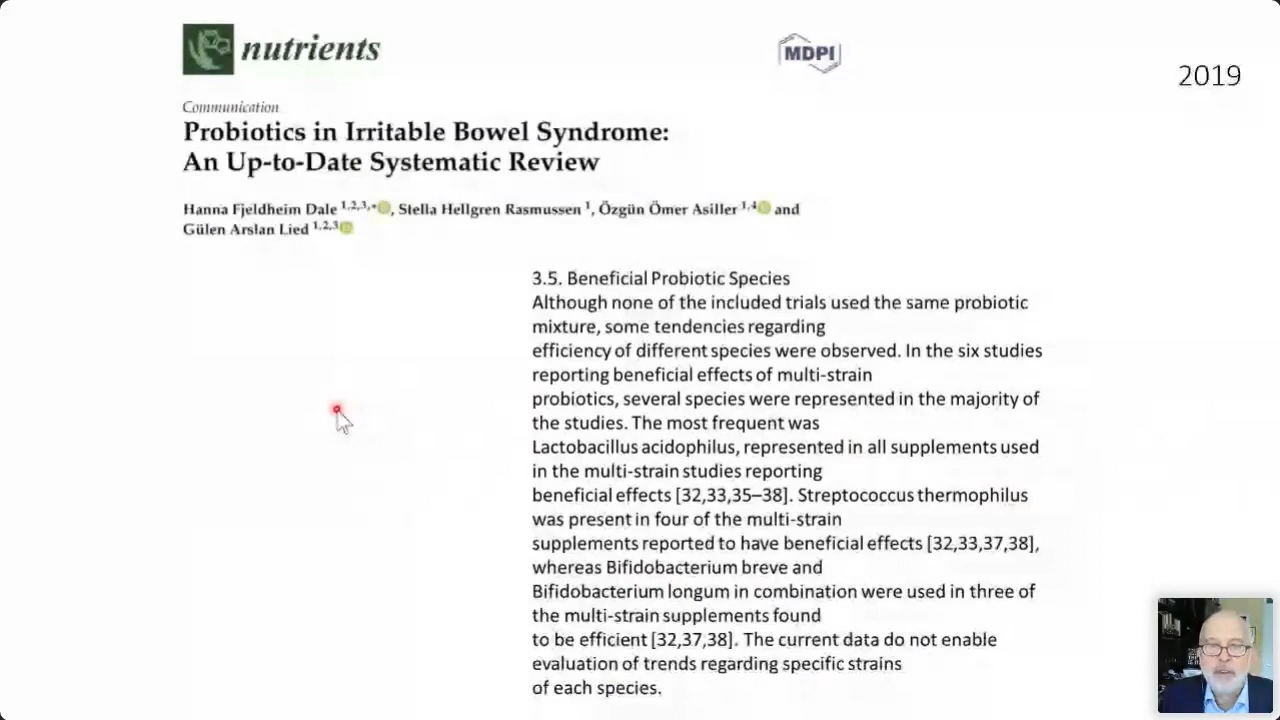 nutrients
MDPI
2019
Communication
Probiotics in Irritable Bowel Syndrome:
An Up-to-Date Systematic Review
Hanna Fjeldheim Dale 1,2,3,*, Stella Hellgren Rasmussen 1, Özgün Ömer Asiller 1,4 and
Gülen Arslan Lied 1,2,3
3.5. Beneficial Probiotic Species
Although none of the included trials used the same probiotic
mixture, some tendencies regarding
efficiency of different species were observed. In the six studies
reporting beneficial effects of multi-strain
probiotics, several species were represented in the majority of
the studies. The most frequent was
Lactobacillus acidophilus, represented in all supplements used
in the multi-strain studies reporting
beneficial effects [32,33,35–38]. Streptococcus thermophilus
was present in four of the multi-strain
supplements reported to have beneficial effects [32,33,37,38],
whereas Bifidobacterium breve and
Bifidobacterium longum in combination were used in three of
the multi-strain supplements found
to be efficient [32,37,38]. The current data do not enable
evaluation of trends regarding specific strains
of each species.